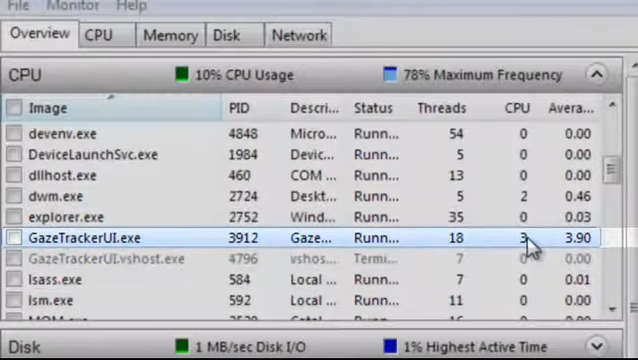 File Monitor Help
Overview CPU Memory Disk Network
CPU 10% CPU Usage 78% Maximum Frequency
Image PID Descri... Status Threads CPU Avera...
devenv.exe 4848 Micro... Runn... 54 0 0.00
DeviceLaunchSvc.exe 1984 Devic... Runn... 5 0 0.00
dllhost.exe 460 COM ... Runn... 13 0 0.00
dwm.exe 2724 Deskt... Runn... 5 2 0.46
explorer.exe 2752 Wind... Runn... 35 0 0.03
GazeTrackerUI.exe 3912 Gaze... Runn... 18 3 3.90
GazeTrackerUI.vshost.exe 4796 vshos... Termi... 7 0 0.00
lsass.exe 584 Local ... Runn... 7 0 0.01
lsm.exe 592 Local ... Runn... 11 0 0.00
Disk 1 MB/sec Disk I/O 1% Highest Active Time